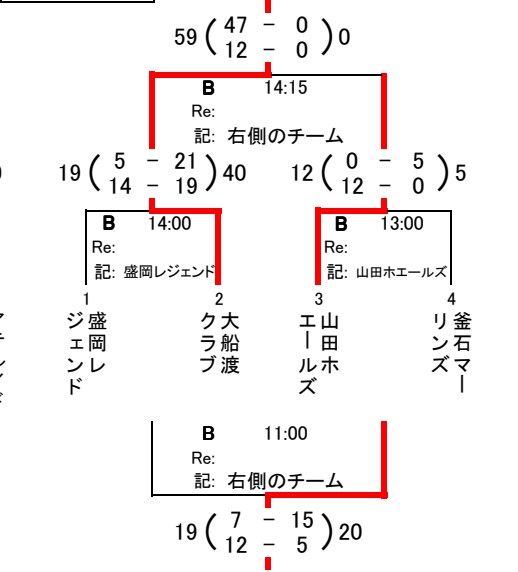 59 ( 47 - 0 ) 0
12 - 0
B 14:15
Re:
記: 右側のチーム
19 ( 5 - 21 ) 40
14 - 19
12 ( 0 - 5 ) 5
12 - 0
B 14:00
Re:
記: 盛岡レジェンド
B 13:00
Re:
記: 山田ホエールズ
1
盛岡レ
ジェンド
2
大船渡
クラブ
3
山田ホ
エールズ
4
釜石マー
リンズ
B 11:00
Re:
記: 右側のチーム
19 ( 7 - 15 ) 20
12 - 5